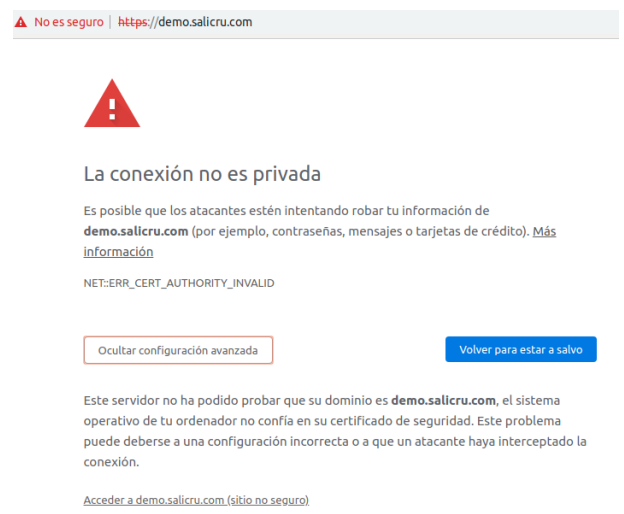 No es seguro | https://demo.salicru.com
La conexión no es privada
Es posible que los atacantes estén intentando robar tu información de
demo.salicru.com (por ejemplo, contraseñas, mensajes o tarjetas de crédito). Más
información
NET::ERR_CERT_AUTHORITY_INVALID
Ocultar configuración avanzada
Volver para estar a salvo
Este servidor no ha podido probar que su dominio es demo.salicru.com, el sistema
operativo de tu ordenador no confía en su certificado de seguridad. Este problema
puede deberse a una configuración incorrecta o a que un atacante haya interceptado la
conexión.
Acceder a demo.salicru.com (sitio no seguro)